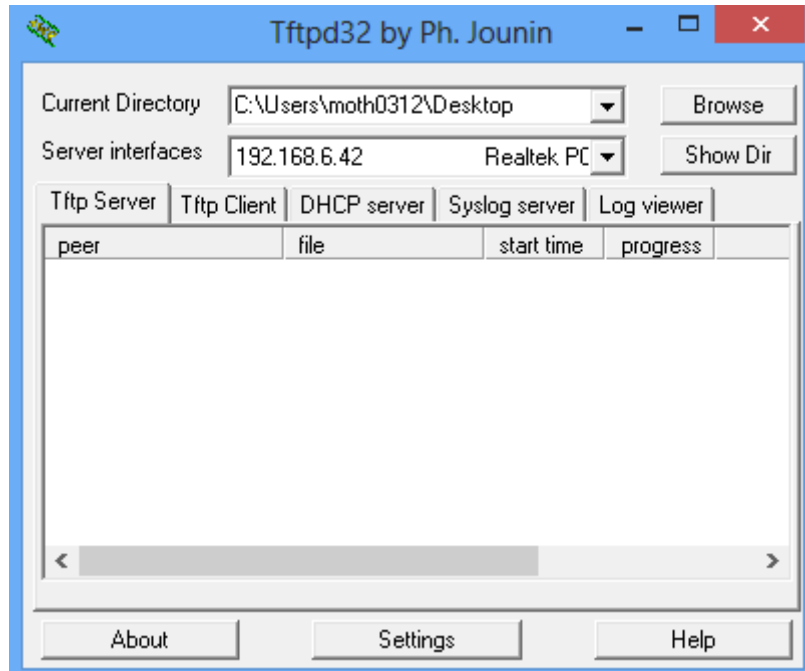 Tftpd32 by Ph. Jounin
Current Directory C:\Users\moth0312\Desktop Browse
Server interfaces 192.168.6.42 Realtek PC Show Dir
Tftp Server Tftp Client DHCP server Syslog server Log viewer
peer file start time progress
About Settings Help